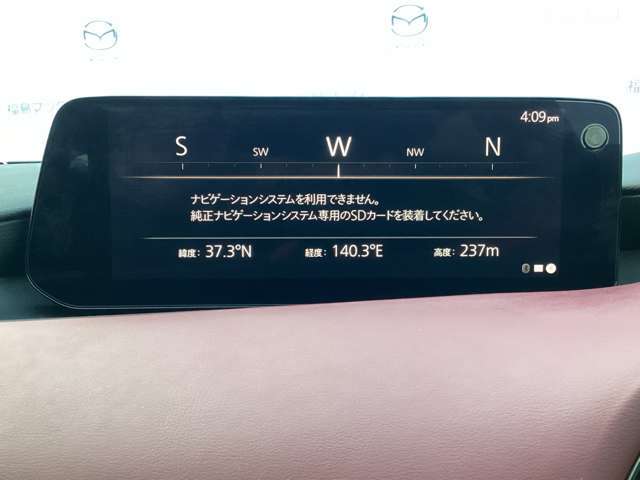 4:09pm
S SW W NW N
ナビゲーションシステムを利用できません。
純正ナビゲーションシステム専用のSDカードを装着してください。
緯度: 37.3°N 経度: 140.3°E 高度: 237m